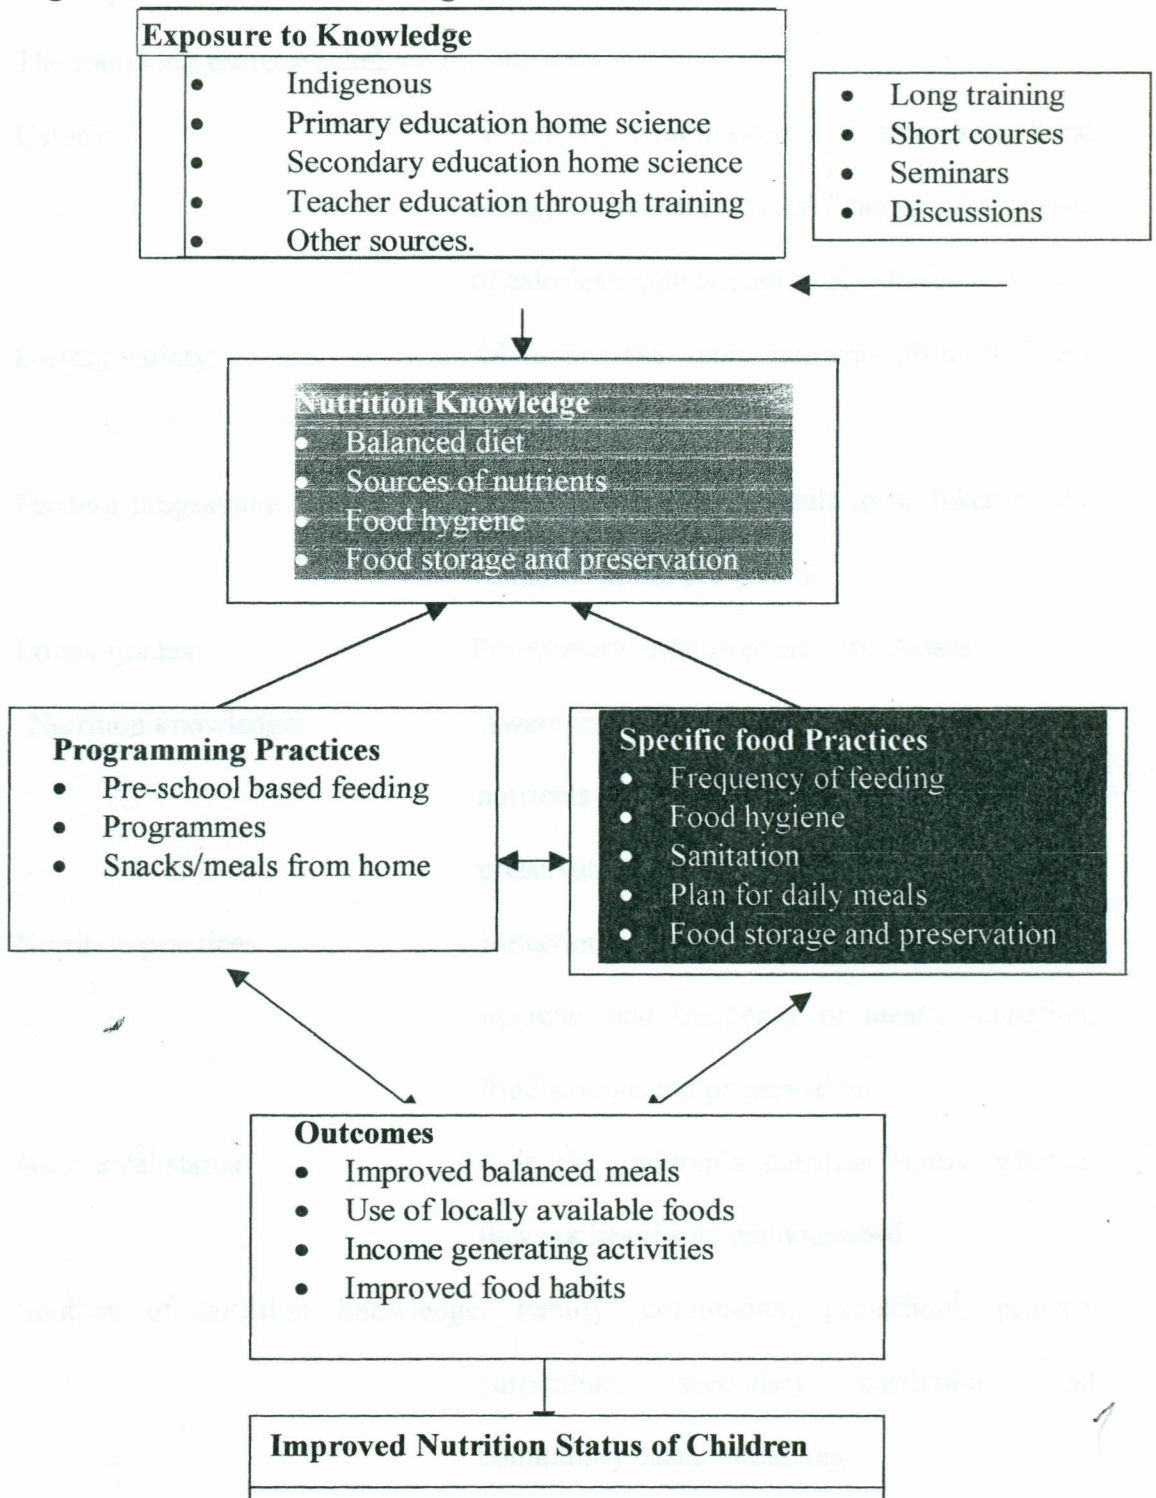 Exposure to Knowledge
• Indigenous
• Primary education home science
• Secondary education home science
• Teacher education through training
• Other sources.
• Long training
• Short courses
• Seminars
• Discussions
Nutrition Knowledge
• Balanced diet
• Sources of nutrients
• Food hygiene
• Food storage and preservation
Programming Practices
• Pre-school based feeding
• Programmes
• Snacks/meals from home
Specific food Practices
• Frequency of feeding
• Food hygiene
• Sanitation
• Plan for daily meals
• Food storage and preservation
Outcomes
• Improved balanced meals
• Use of locally available foods
• Income generating activities
• Improved food habits
Improved Nutrition Status of Children